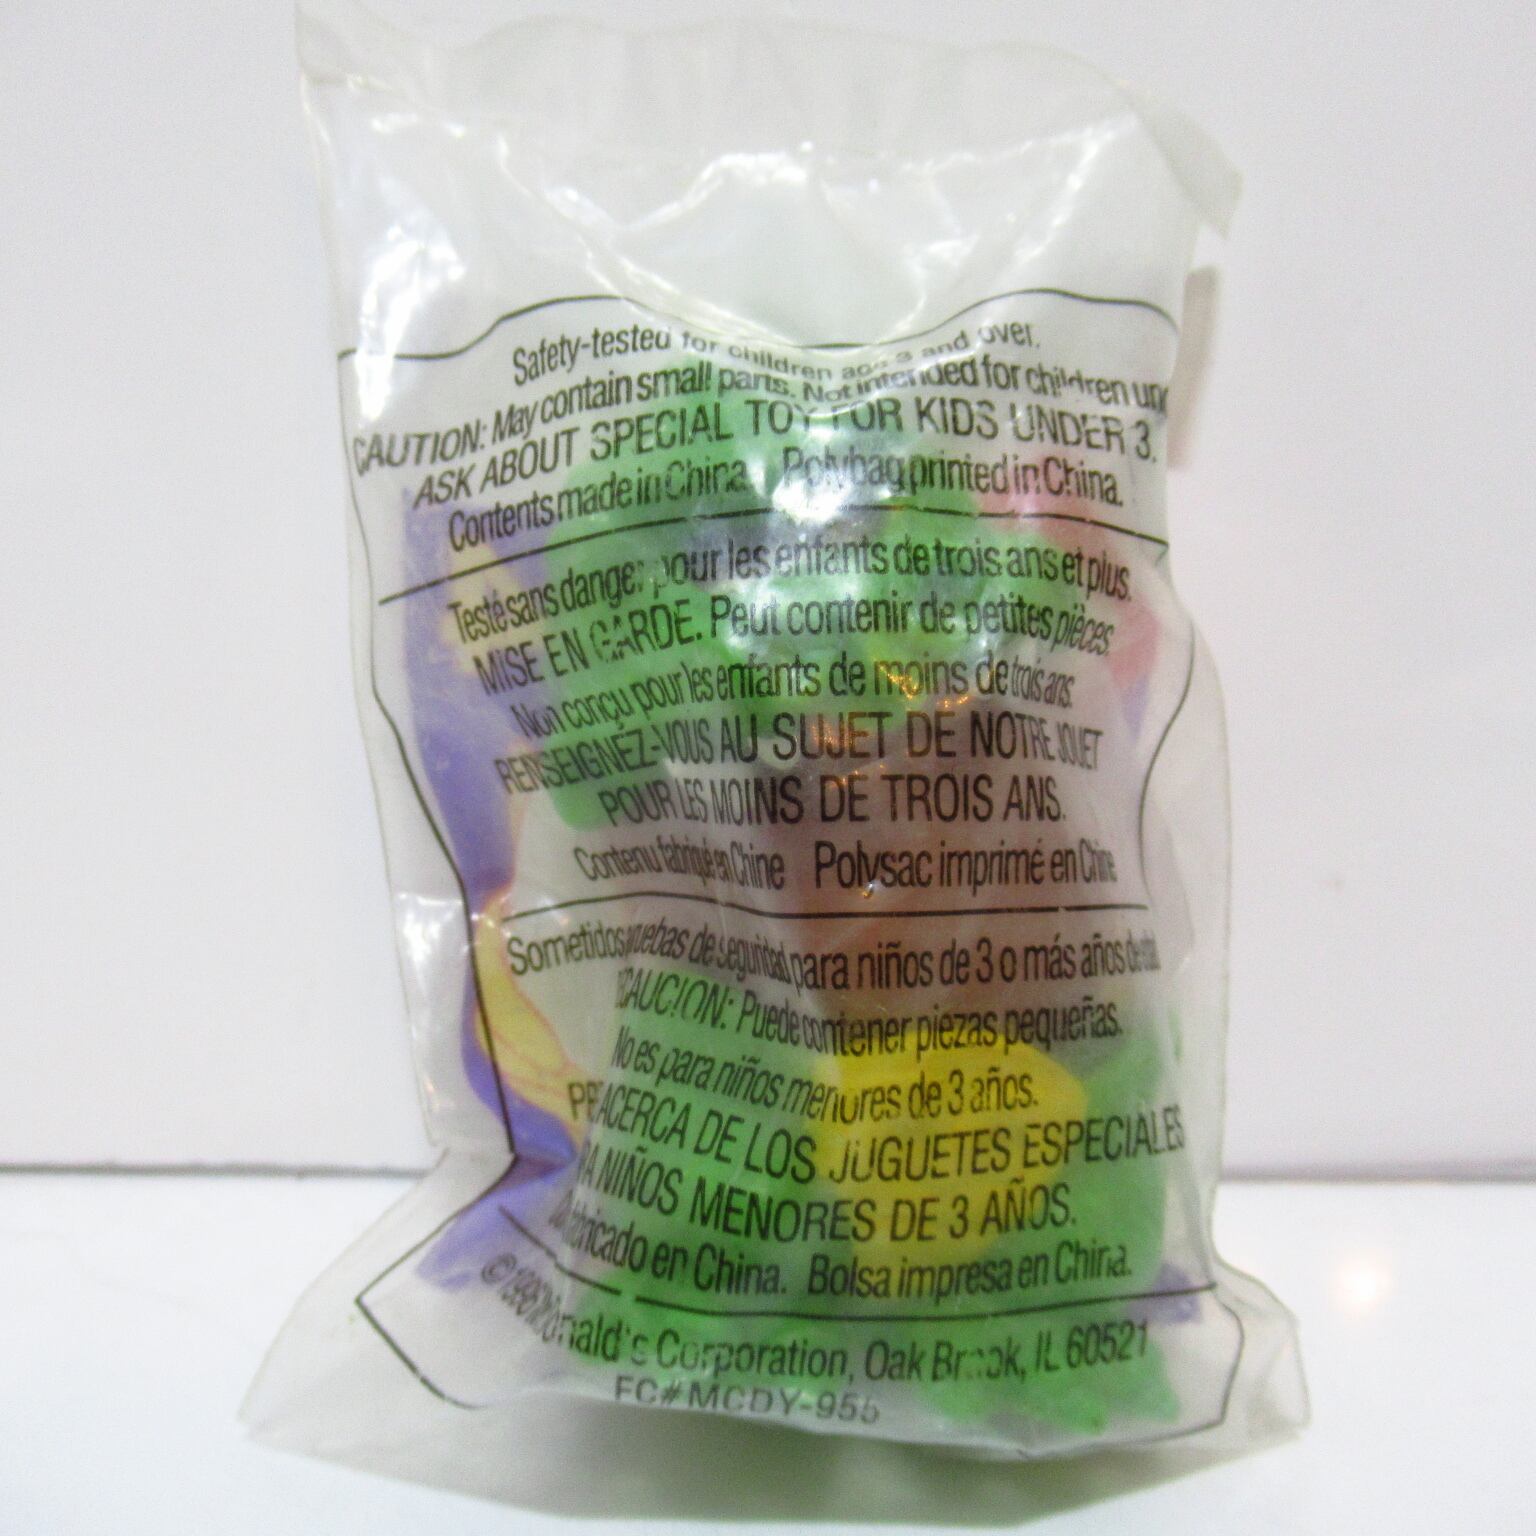 Safety-tested for children age 3 and over.
CAUTION: May contain small parts. Not intended for children
ASK ABOUT SPECIAL TOY FOR KIDS UNDER 3.
Contents made in China. Polybag printed in China.
Testé sans danger pour les enfants de trois ans et plus.
MISE EN GARDE. Peut contenir de petites pièces.
Non conçu pour les enfants de moins de trois ans.
RENSEIGNEZ-VOUS AU SUJET DE NOTRE JOUET
POUR LES MOINS DE TROIS ANS.
Contenu fabriqué en Chine Polysac imprimé en Chine
Sometidos pruebas de seguridad para niños de 3 o más años de edad
CAUCION: Puede contener piezas pequeñas.
No es para niños menores de 3 años.
ACERCA DE LOS JUGUETES ESPECIALES
NIÑOS MENORES DE 3 AÑOS.
en China. Bolsa impresa en China.
McDonald's Corporation, Oak Brook, IL 60521
FC# MCDY-955